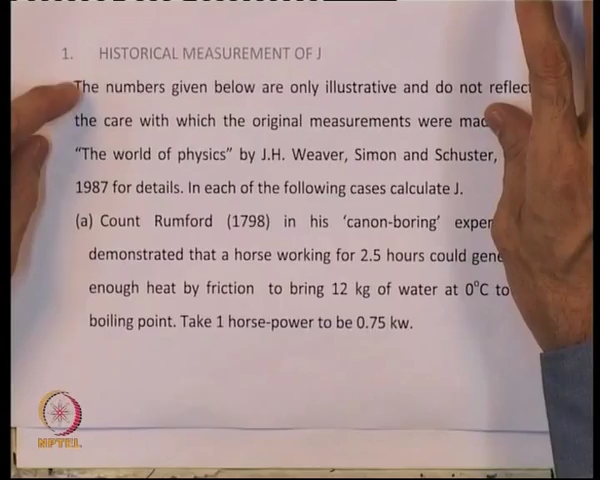 1. HISTORICAL MEASUREMENT OF J
The numbers given below are only illustrative and do not reflect
the care with which the original measurements were
"The world of physics" by J.H. Weaver, Simon and Schuster,
1987 for details. In each of the following cases calculate J.
(a) Count Rumford (1798) in his 'canon-boring'
demonstrated that a horse working for 2.5 hours could
enough heat by friction to bring 12 kg of water at 0°C to
boiling point. Take 1 horse-power to be 0.75 kw.
NPTEL